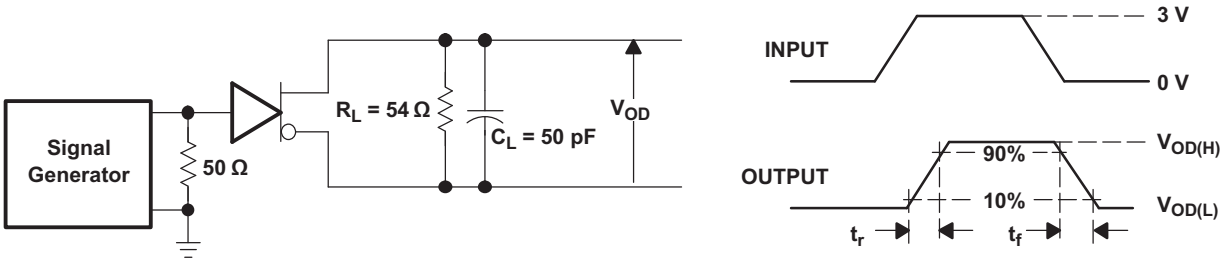 Signal
Generator
50 Ω
R_L = 54 Ω
C_L = 50 pF
V_OD
INPUT
3 V
0 V
OUTPUT
90%
10%
V_OD(H)
V_OD(L)
t_r
t_f